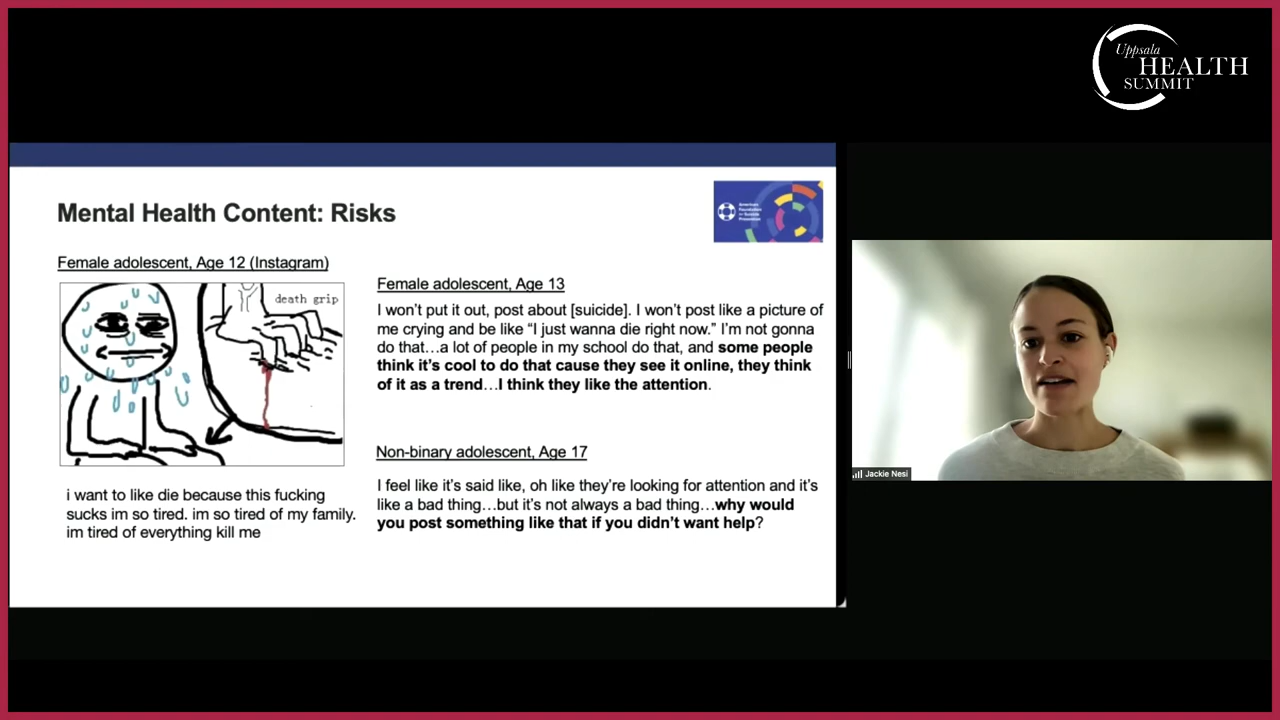 Uppsala
HEALTH
SUMMIT
Mental Health Content: Risks
American
Foundation
for Suicide
Prevention
Female adolescent, Age 12 (Instagram)
death grip
i want to like die because this fucking
sucks im so tired. im so tired of my family.
im tired of everything kill me
Female adolescent, Age 13
I won’t put it out, post about [suicide]. I won’t post like a picture of
me crying and be like “I just wanna die right now.” I’m not gonna
do that…a lot of people in my school do that, and some people
think it’s cool to do that cause they see it online, they think
of it as a trend…I think they like the attention.
Non-binary adolescent, Age 17
I feel like it’s said like, oh like they’re looking for attention and it’s
like a bad thing…but it’s not always a bad thing…why would
you post something like that if you didn’t want help?
Jackie Nesi